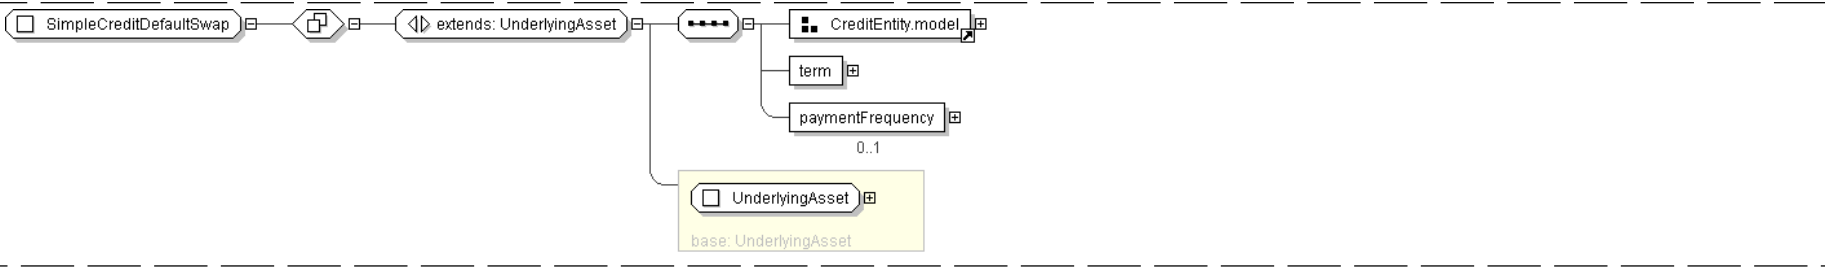 SimpleCreditDefaultSwap
extends: UnderlyingAsset
CreditEntity.model
term
paymentFrequency
0..1
UnderlyingAsset
base: UnderlyingAsset